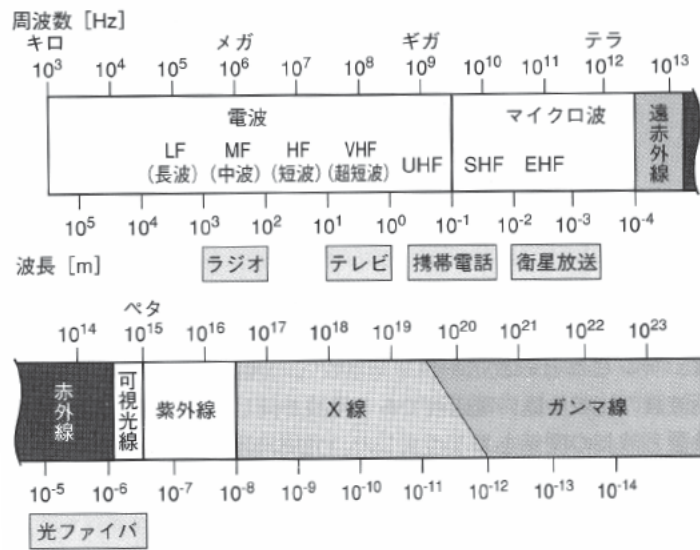 周波数 [Hz]
キロ メガ ギガ テラ
10³ 10⁴ 10⁵ 10⁶ 10⁷ 10⁸ 10⁹ 10¹⁰ 10¹¹ 10¹² 10¹³
電波 マイクロ波 遠赤外線
LF MF HF VHF UHF SHF EHF
(長波) (中波) (短波) (超短波)
10⁵ 10⁴ 10³ 10² 10¹ 10⁰ 10⁻¹ 10⁻² 10⁻³ 10⁻⁴
波長 [m] ラジオ テレビ 携帯電話 衛星放送
ペタ
10¹⁴ 10¹⁵ 10¹⁶ 10¹⁷ 10¹⁸ 10¹⁹ 10²⁰ 10²¹ 10²² 10²³
赤外線 可視光線 紫外線 X線 ガンマ線
10⁻⁵ 10⁻⁶ 10⁻⁷ 10⁻⁸ 10⁻⁹ 10⁻¹⁰ 10⁻¹¹ 10⁻¹² 10⁻¹³ 10⁻¹⁴
光ファイバ